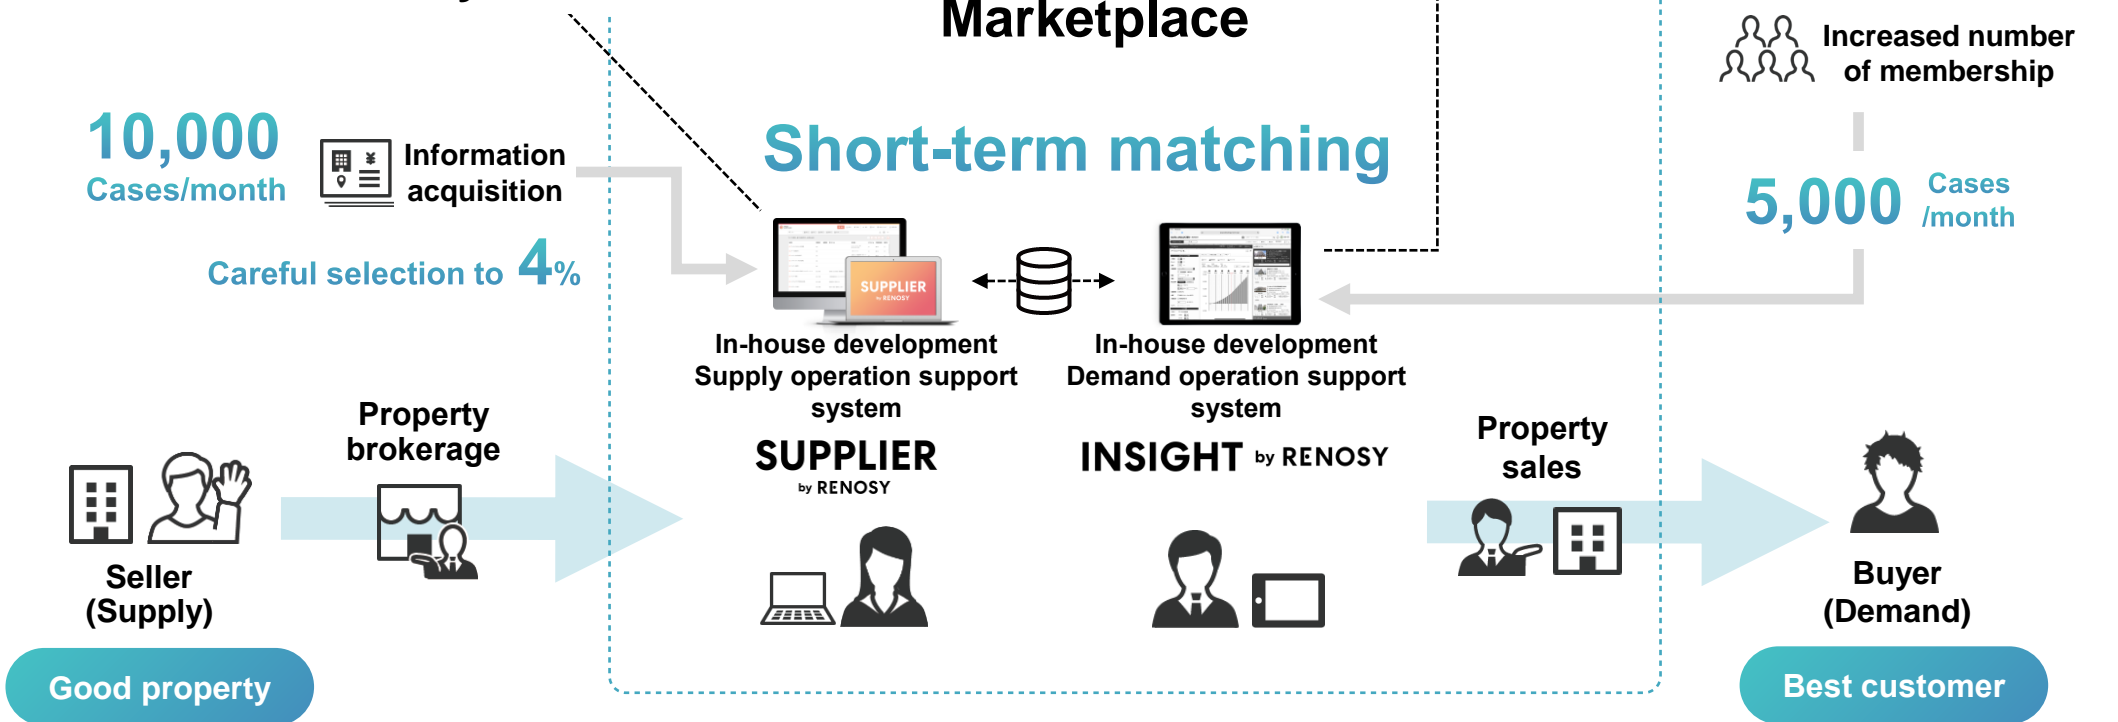 Marketplace
Increased number
of membership
10,000
Cases/month
Information
acquisition
Short-term matching
5,000
Cases
/month
Careful selection to 4%
SUPPLIER
by RENOSY
In-house development
Supply operation support
system
In-house development
Demand operation support
system
SUPPLIER
by RENOSY
INSIGHT by RENOSY
Property
brokerage
Property
sales
Seller
(Supply)
Buyer
(Demand)
Good property
Best customer